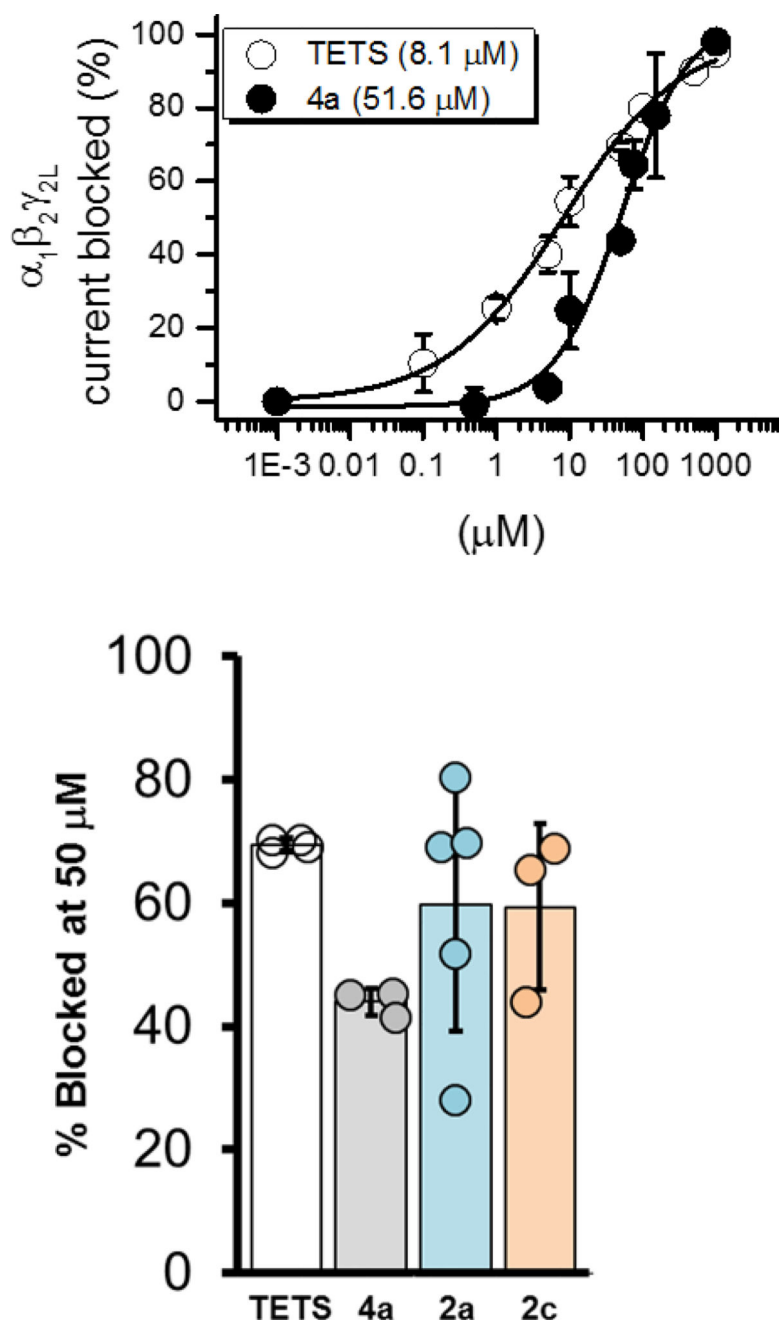 100
80
60
40
20
0
α₁β₂γ₂L
current blocked (%)
TETS (8.1 μM)
4a (51.6 μM)
1E-3 0.01 0.1 1 10 100 1000
(μM)
100
80
60
40
20
0
% Blocked at 50 μM
TETS 4a 2a 2c